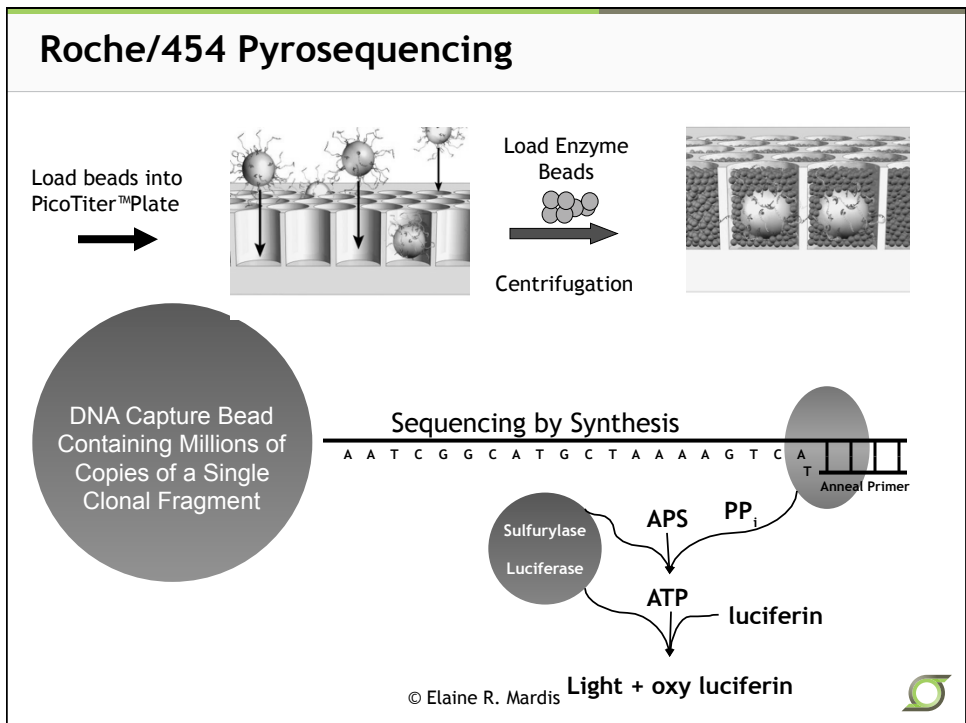 Roche/454 Pyrosequencing
Load beads into
PicoTiter™Plate
Load Enzyme
Beads
Centrifugation
DNA Capture Bead
Containing Millions of
Copies of a Single
Clonal Fragment
Sequencing by Synthesis
A A T C G G C A T G C T A A A A G T C A
T
Anneal Primer
Sulfurylase
Luciferase
APS
PPi
ATP
luciferin
Light + oxy luciferin
© Elaine R. Mardis